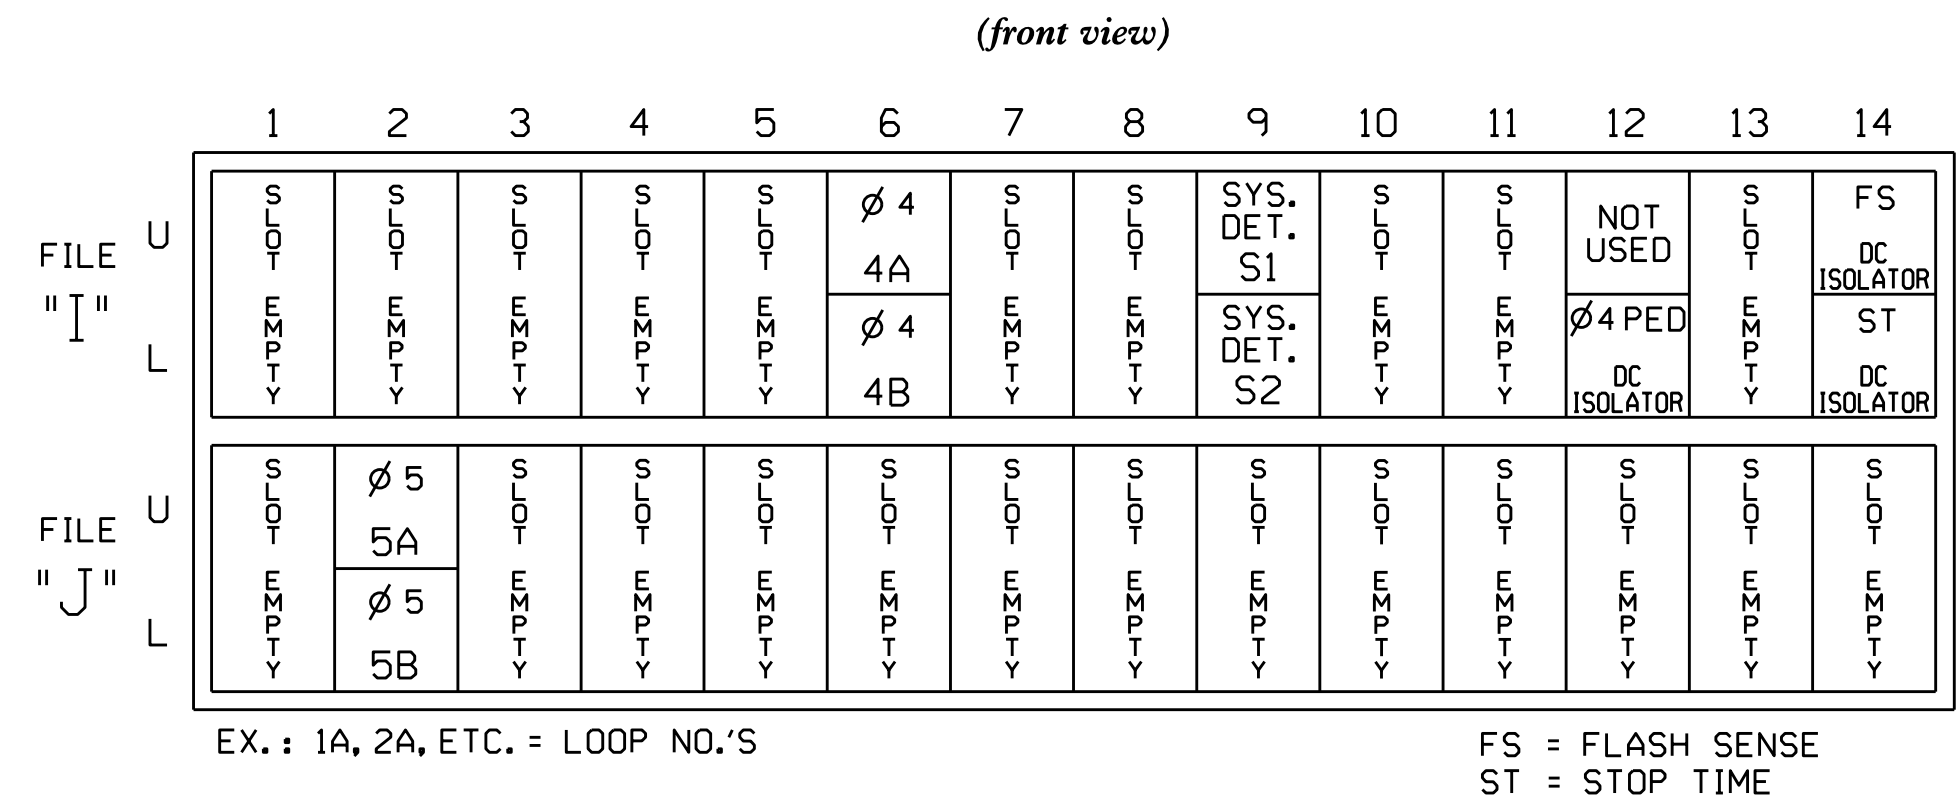 (front view)
1 2 3 4 5 6 7 8 9 10 11 12 13 14
FILE "I"
U
L
SLOT EMPTY
SLOT EMPTY
SLOT EMPTY
SLOT EMPTY
SLOT EMPTY
Ø 4
4A
Ø 4
4B
SLOT EMPTY
SLOT EMPTY
SYS.
DET.
S1
SYS.
DET.
S2
SLOT EMPTY
SLOT EMPTY
NOT
USED
Ø4 PED
DC
ISOLATOR
SLOT EMPTY
FS
DC
ISOLATOR
ST
DC
ISOLATOR
FILE "J"
U
L
SLOT EMPTY
Ø 5
5A
Ø 5
5B
SLOT EMPTY
SLOT EMPTY
SLOT EMPTY
SLOT EMPTY
SLOT EMPTY
SLOT EMPTY
SLOT EMPTY
SLOT EMPTY
SLOT EMPTY
SLOT EMPTY
SLOT EMPTY
SLOT EMPTY
EX.: 1A, 2A, ETC. = LOOP NO.'S
FS = FLASH SENSE
ST = STOP TIME